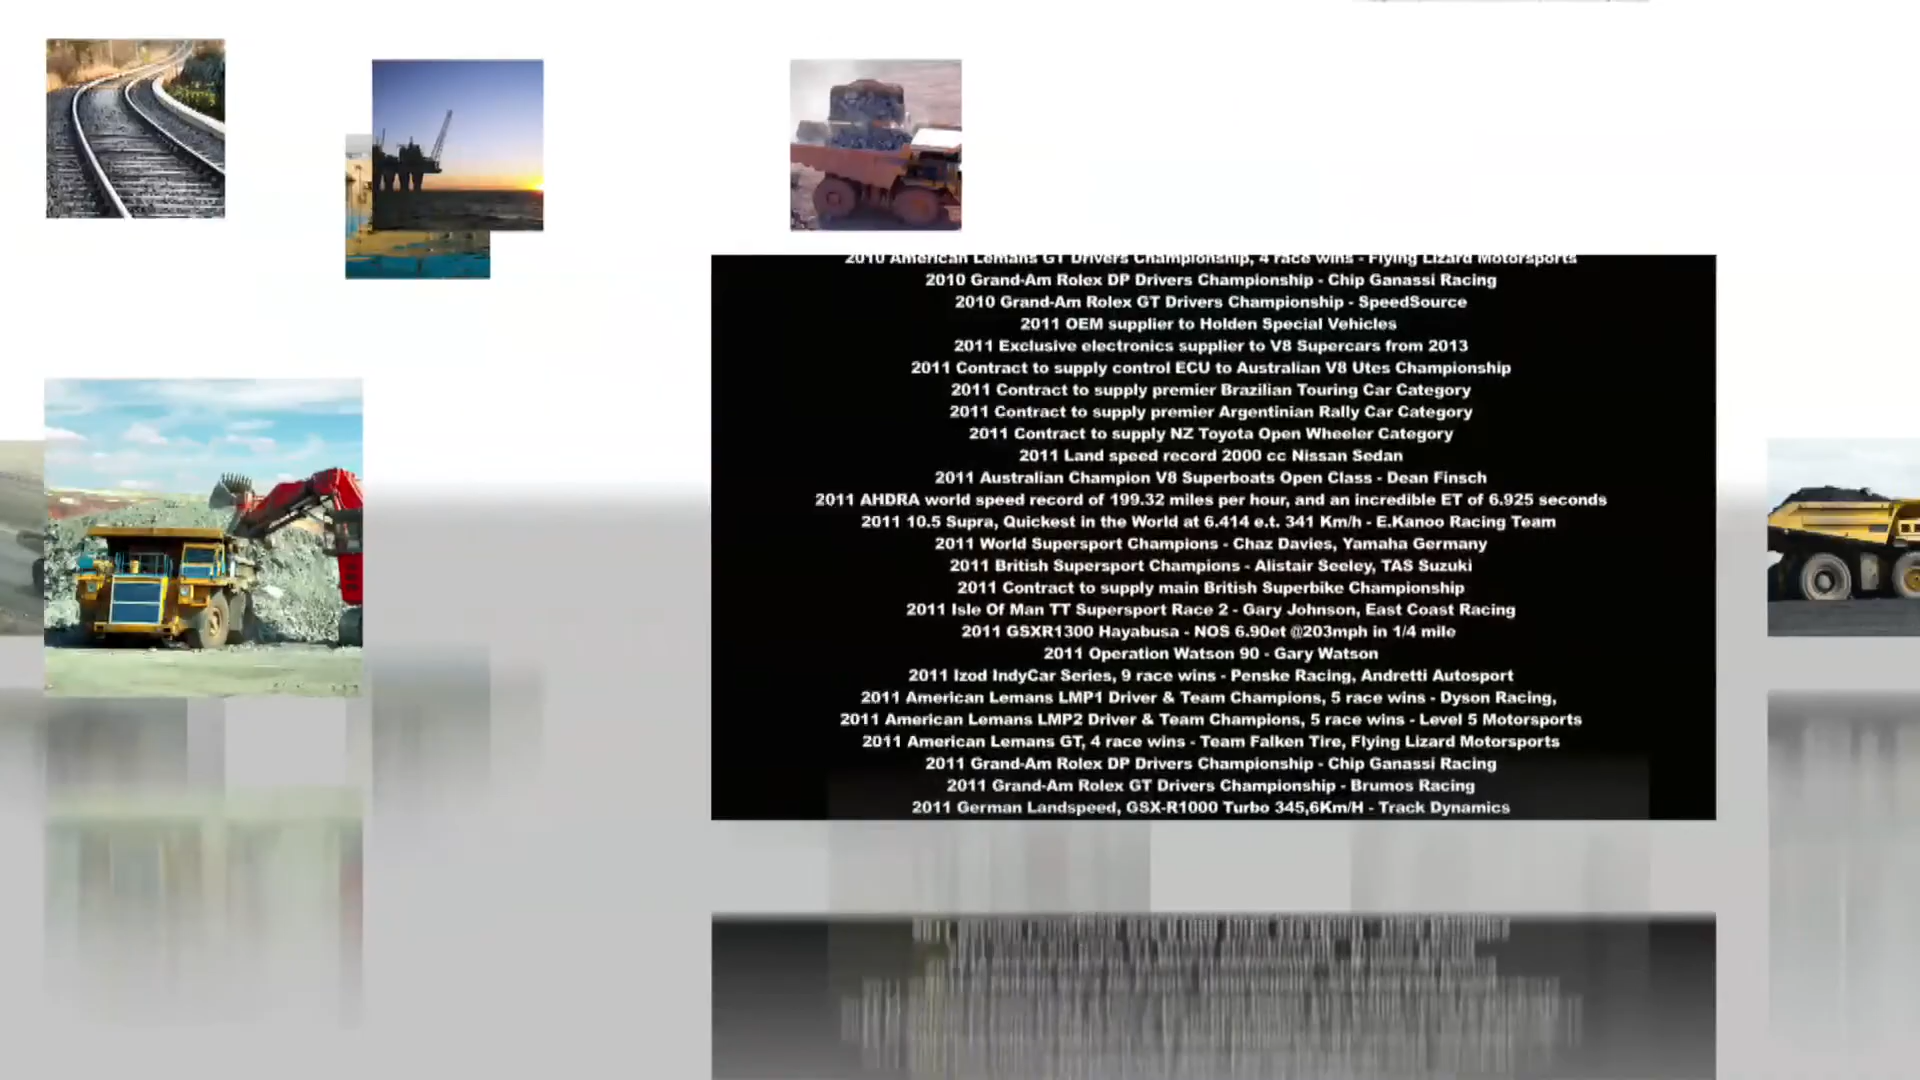 2010 American Lemans GT Drivers Championship, 4 race wins - Flying Lizard Motorsports
2010 Grand-Am Rolex DP Drivers Championship - Chip Ganassi Racing
2010 Grand-Am Rolex GT Drivers Championship - SpeedSource
2011 OEM supplier to Holden Special Vehicles
2011 Exclusive electronics supplier to V8 Supercars from 2013
2011 Contract to supply control ECU to Australian V8 Utes Championship
2011 Contract to supply premier Brazilian Touring Car Category
2011 Contract to supply premier Argentinian Rally Car Category
2011 Contract to supply NZ Toyota Open Wheeler Category
2011 Land speed record 2000 cc Nissan Sedan
2011 Australian Champion V8 Superboats Open Class - Dean Finsch
2011 AHDRA world speed record of 199.32 miles per hour, and an incredible ET of 6.925 seconds
2011 10.5 Supra, Quickest in the World at 6.414 e.t. 341 Km/h - E.Kanoo Racing Team
2011 World Supersport Champions - Chaz Davies, Yamaha Germany
2011 British Supersport Champions - Alistair Seeley, TAS Suzuki
2011 Contract to supply main British Superbike Championship
2011 Isle Of Man TT Supersport Race 2 - Gary Johnson, East Coast Racing
2011 GSXR1300 Hayabusa - NOS 6.90et @203mph in 1/4 mile
2011 Operation Watson 90 - Gary Watson
2011 Izod IndyCar Series, 9 race wins - Penske Racing, Andretti Autosport
2011 American Lemans LMP1 Driver & Team Champions, 5 race wins - Dyson Racing,
2011 American Lemans LMP2 Driver & Team Champions, 5 race wins - Level 5 Motorsports
2011 American Lemans GT, 4 race wins - Team Falken Tire, Flying Lizard Motorsports
2011 Grand-Am Rolex DP Drivers Championship - Chip Ganassi Racing
2011 Grand-Am Rolex GT Drivers Championship - Brumos Racing
2011 German Landspeed, GSX-R1000 Turbo 345,6Km/H - Track Dynamics